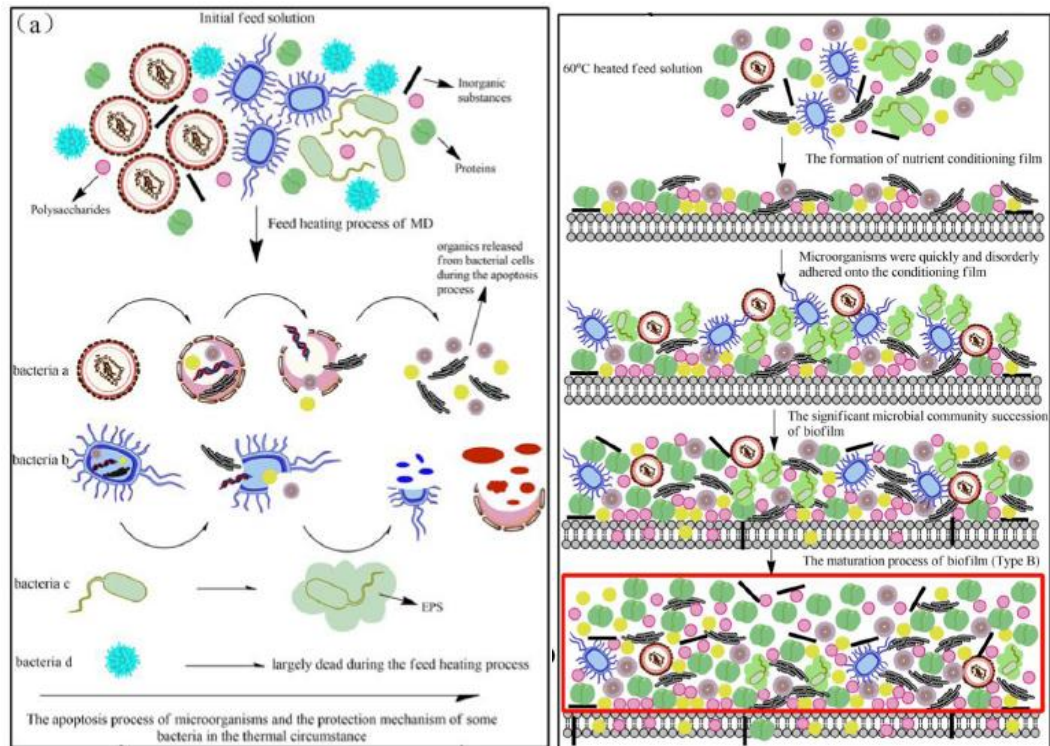 (a)
Initial feed solution
Inorganic
substances
Proteins
Polysaccharides
Feed heating process of MD
organics released
from bacterial cells
during the apoptosis
process
bacteria a
bacteria b
bacteria c
EPS
bacteria d
largely dead during the feed heating process
The apoptosis process of microorganisms and the protection mechanism of some
bacteria in the thermal circumstance
60°C heated feed solution
The formation of nutrient conditioning film
Microorganisms were quickly and disorderly
adhered onto the conditioning film
The significant microbial community succession
of biofilm
The maturation process of biofilm (Type B)